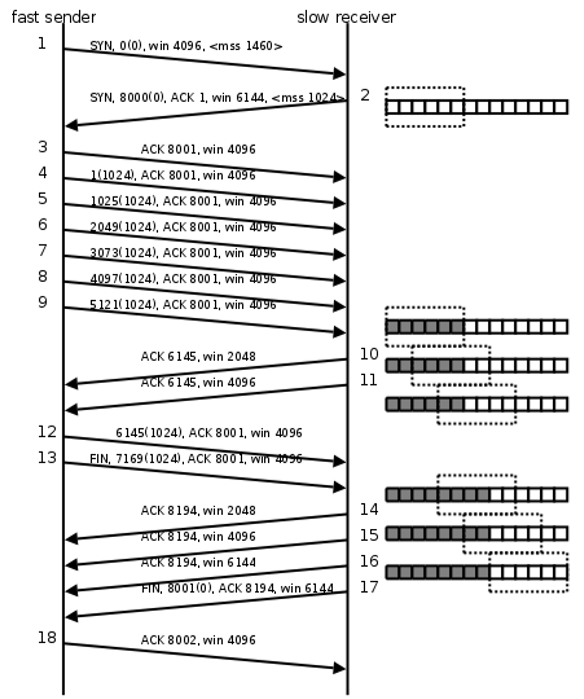 fast sender
slow receiver
1
SYN, 0(0), win 4096, <mss 1460>
SYN, 8000(0), ACK 1, win 6144, <mss 1024>
2
3
ACK 8001, win 4096
4
1(1024), ACK 8001, win 4096
5
1025(1024), ACK 8001, win 4096
6
2049(1024), ACK 8001, win 4096
7
3073(1024), ACK 8001, win 4096
8
4097(1024), ACK 8001, win 4096
9
5121(1024), ACK 8001, win 4096
ACK 6145, win 2048
10
ACK 6145, win 4096
11
12
6145(1024), ACK 8001, win 4096
13
FIN, 7169(1024), ACK 8001, win 4096
ACK 8194, win 2048
14
ACK 8194, win 4096
15
ACK 8194, win 6144
16
FIN, 8001(0), ACK 8194, win 6144
17
18
ACK 8002, win 4096